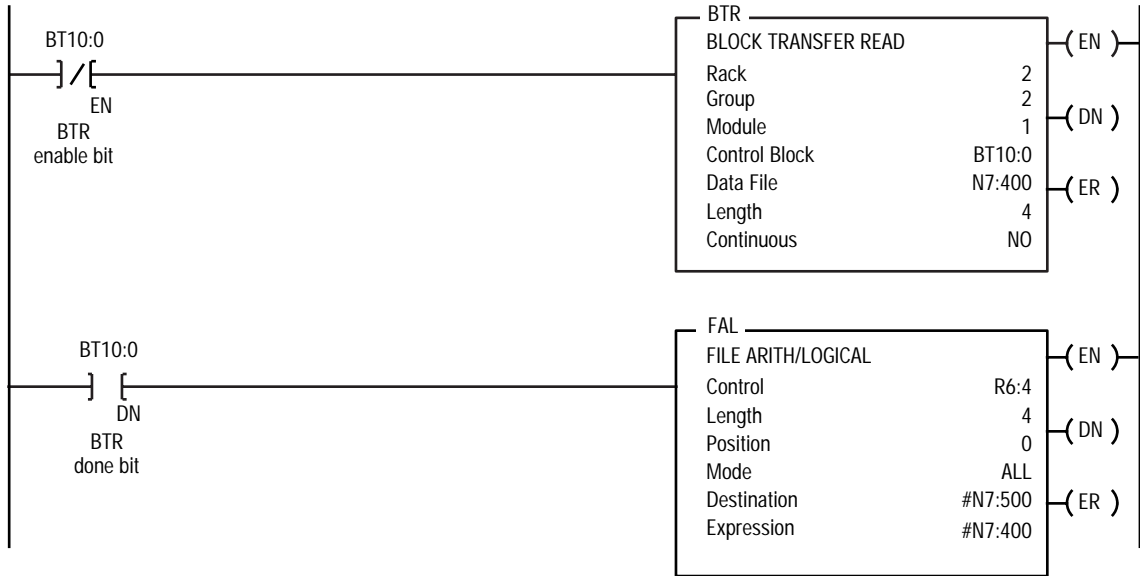 BT10:0
] / [
EN
BTR
enable bit
BTR
BLOCK TRANSFER READ
Rack 2
Group 2
Module 1
Control Block BT10:0
Data File N7:400
Length 4
Continuous NO
( EN )
( DN )
( ER )
BT10:0
] [
DN
BTR
done bit
FAL
FILE ARITH/LOGICAL
Control R6:4
Length 4
Position 0
Mode ALL
Destination #N7:500
Expression #N7:400
( EN )
( DN )
( ER )